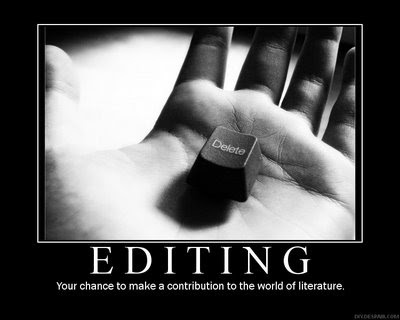 Delete
EDITING
Your chance to make a contribution to the world of literature.
DIY.DESPAIR.COM